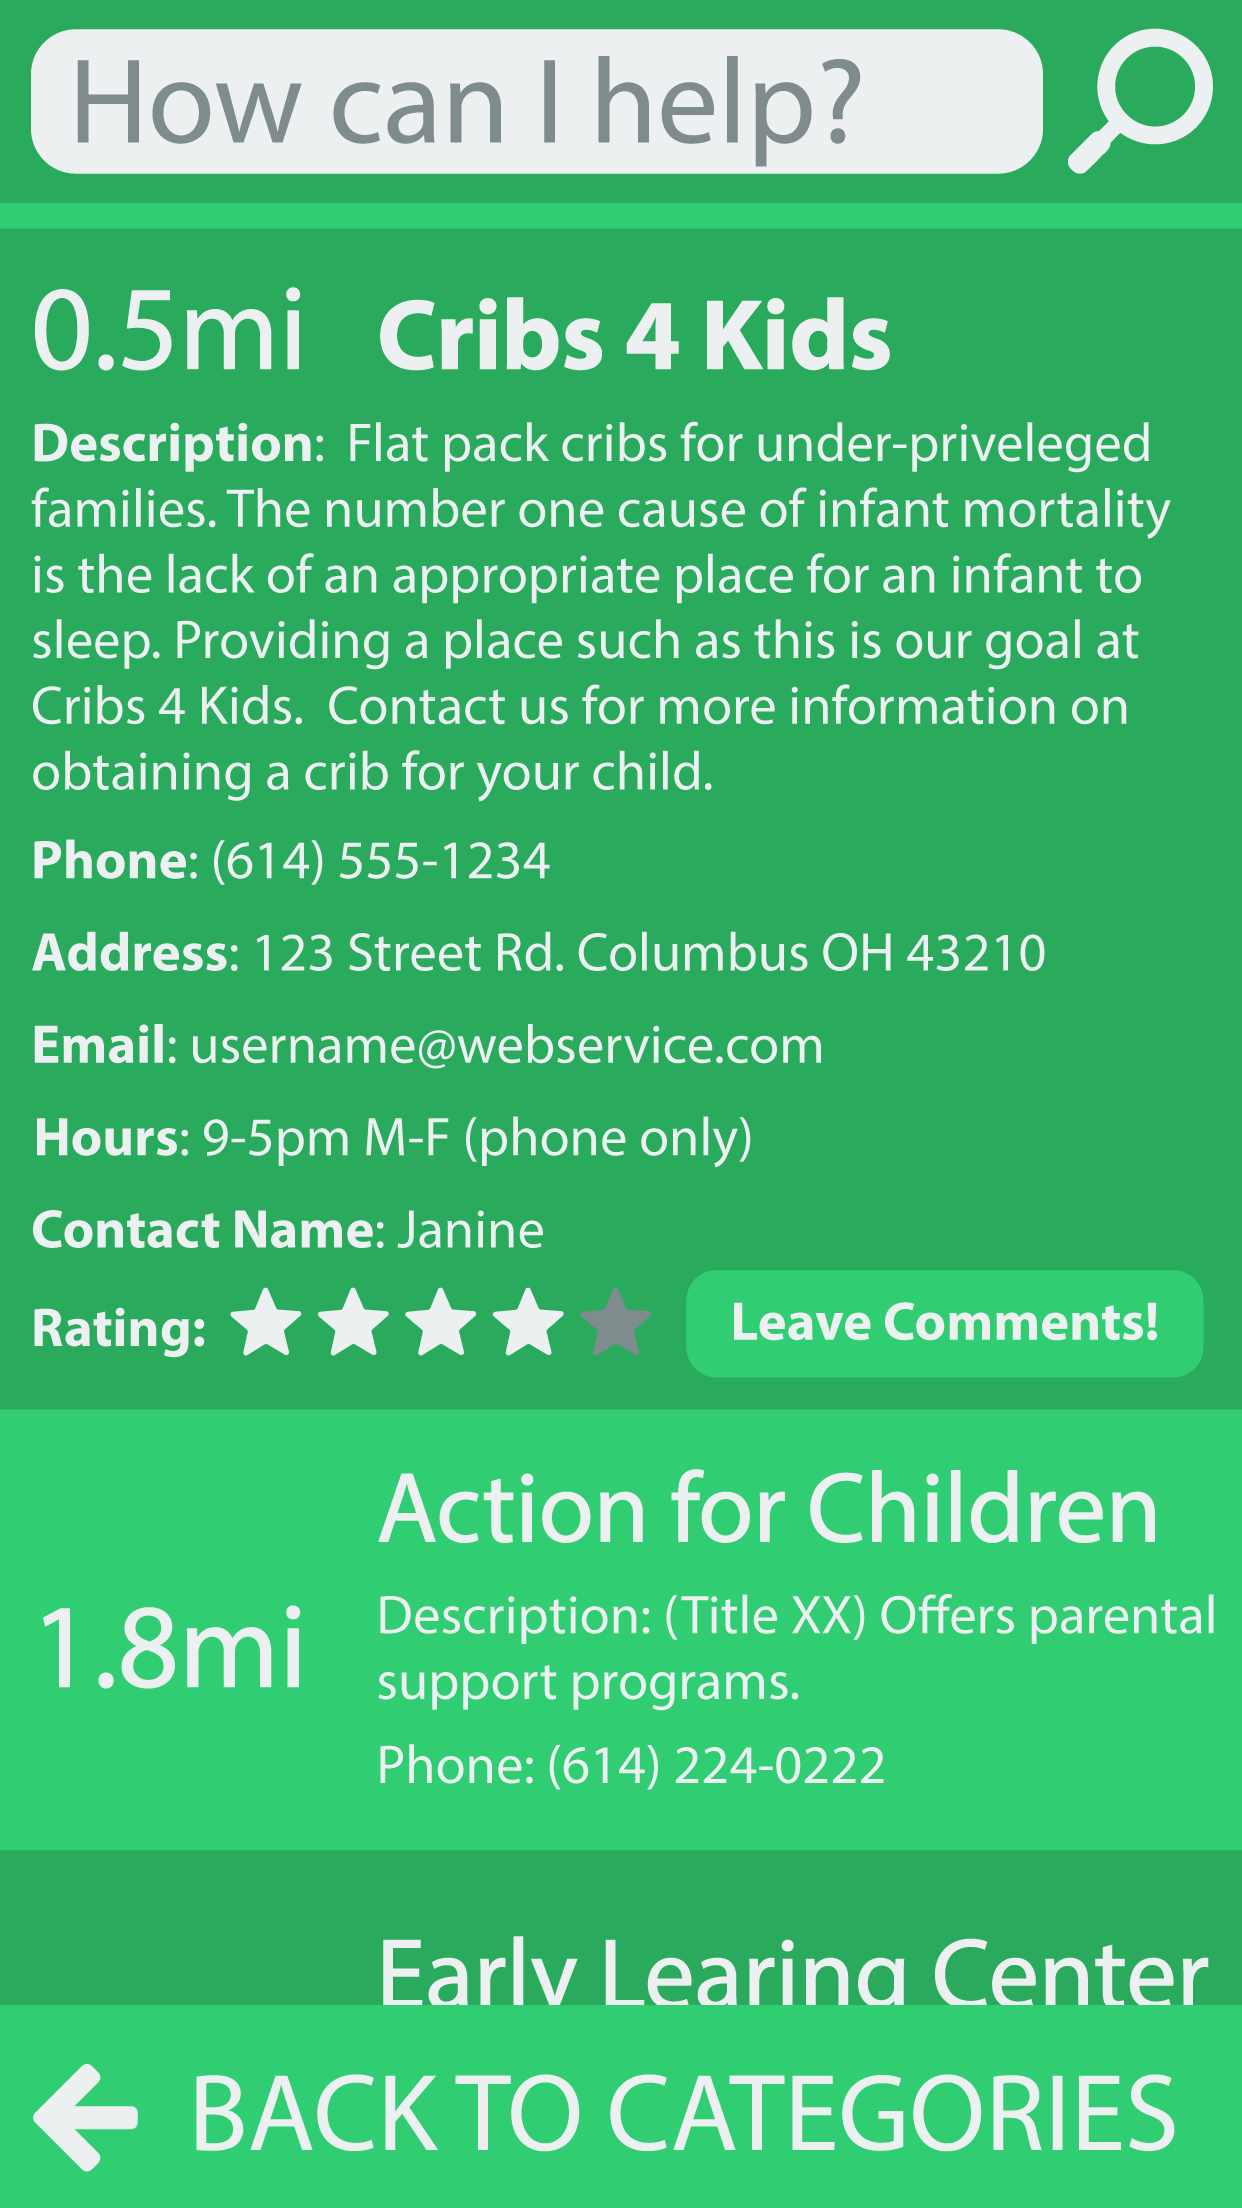 How can I help?
0.5mi Cribs 4 Kids
Description: Flat pack cribs for under-priveleged
families. The number one cause of infant mortality
is the lack of an appropriate place for an infant to
sleep. Providing a place such as this is our goal at
Cribs 4 Kids. Contact us for more information on
obtaining a crib for your child.
Phone: (614) 555-1234
Address: 123 Street Rd. Columbus OH 43210
Email: username@webservice.com
Hours: 9-5pm M-F (phone only)
Contact Name: Janine
Rating:
Leave Comments!
Action for Children
1.8mi
Description: (Title XX) Offers parental
support programs.
Phone: (614) 224-0222
Early Learing Center
BACK TO CATEGORIES